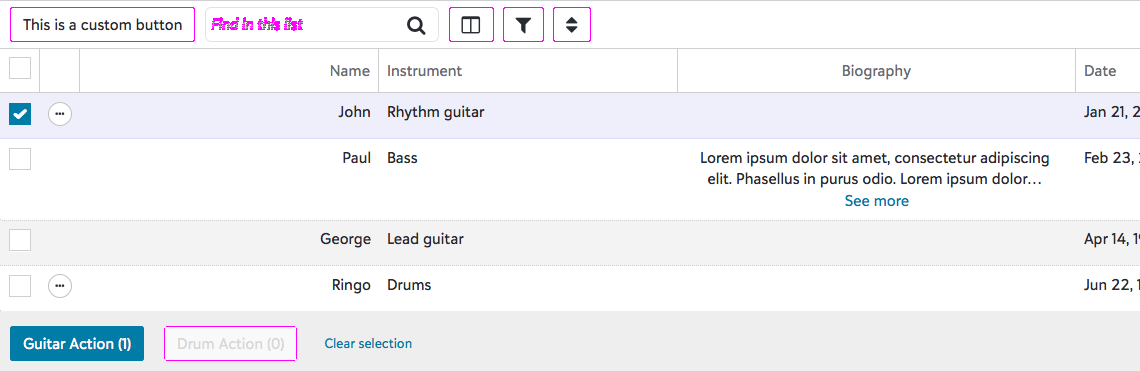 This is a custom button
Find in this list
Name Instrument Biography Date
John Rhythm guitar Jan 21, 2
Paul Bass Lorem ipsum dolor sit amet, consectetur adipiscing Feb 23,
elit. Phasellus in purus odio. Lorem ipsum dolor...
See more
George Lead guitar Apr 14, 19
Ringo Drums Jun 22, 1
Guitar Action (1) Drum Action (0) Clear selection